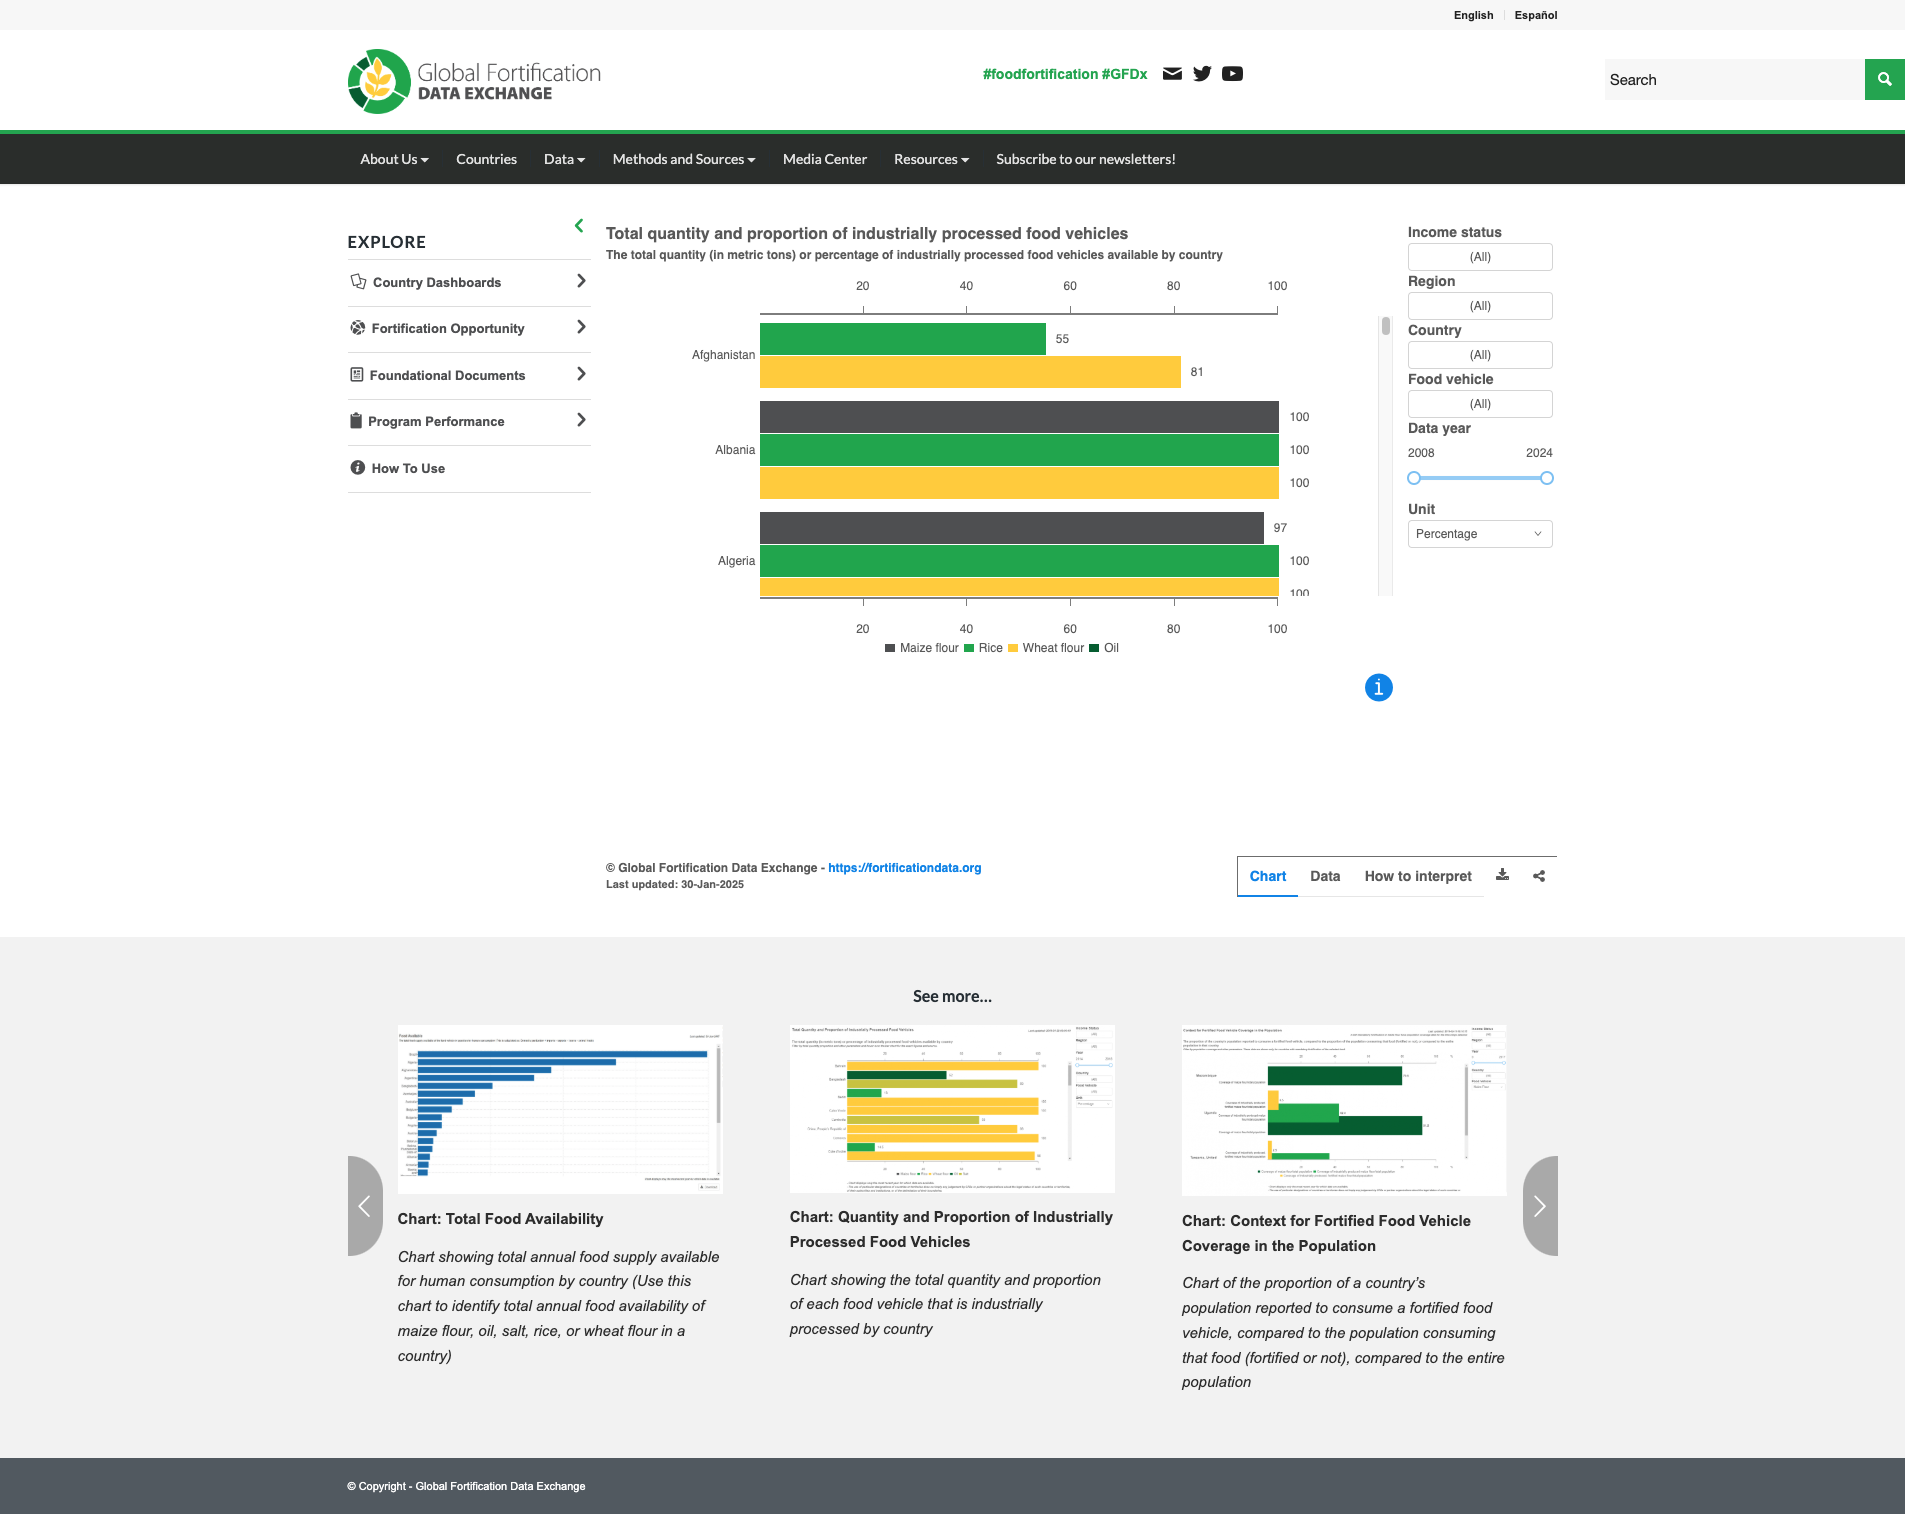 English
Español
Global Fortification
DATA EXCHANGE
#foodfortification #GFDx
Search
About Us
Countries
Data
Methods and Sources
Media Center
Resources
Subscribe to our newsletters!
EXPLORE
Country Dashboards
Fortification Opportunity
Foundational Documents
Program Performance
How To Use
Total quantity and proportion of industrially processed food vehicles
The total quantity (in metric tons) or percentage of industrially processed food vehicles available by country
20 40 60 80 100
Afghanistan
55
81
Albania
100
100
100
Algeria
97
100
100
20 40 60 80 100
Maize flour Rice Wheat flour Oil
Income status
(All)
Region
(All)
Country
(All)
Food vehicle
(All)
Data year
2008 2024
Unit
Percentage
© Global Fortification Data Exchange - https://fortificationdata.org
Last updated: 30-Jan-2025
Chart
Data
How to interpret
See more...
Chart: Total Food Availability
Chart showing total annual food supply available
for human consumption by country (Use this
chart to identify total annual food availability of
maize flour, oil, salt, rice, or wheat flour in a
country)
Chart: Quantity and Proportion of Industrially
Processed Food Vehicles
Chart showing the total quantity and proportion
of each food vehicle that is industrially
processed by country
Chart: Context for Fortified Food Vehicle
Coverage in the Population
Chart of the proportion of a country's
population reported to consume a fortified food
vehicle, compared to the population consuming
that food (fortified or not), compared to the entire
population
© Copyright - Global Fortification Data Exchange